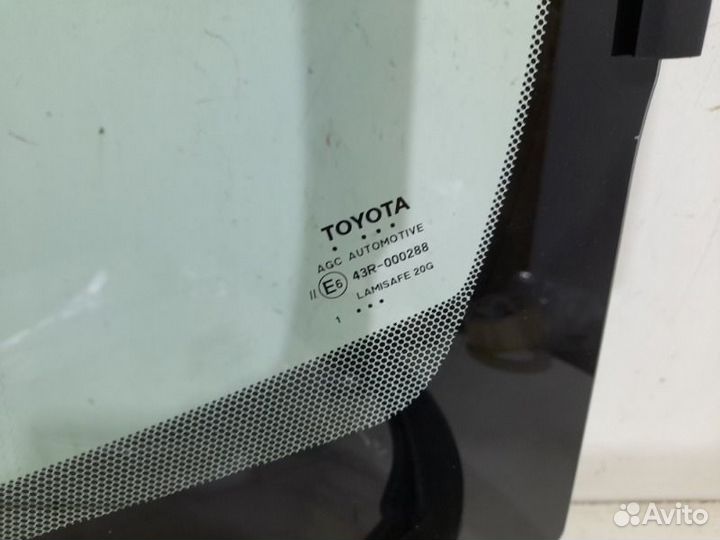 TOYOTA
AGC AUTOMOTIVE
II E6 43R-000288
LAMISAFE 20G
1
Avito